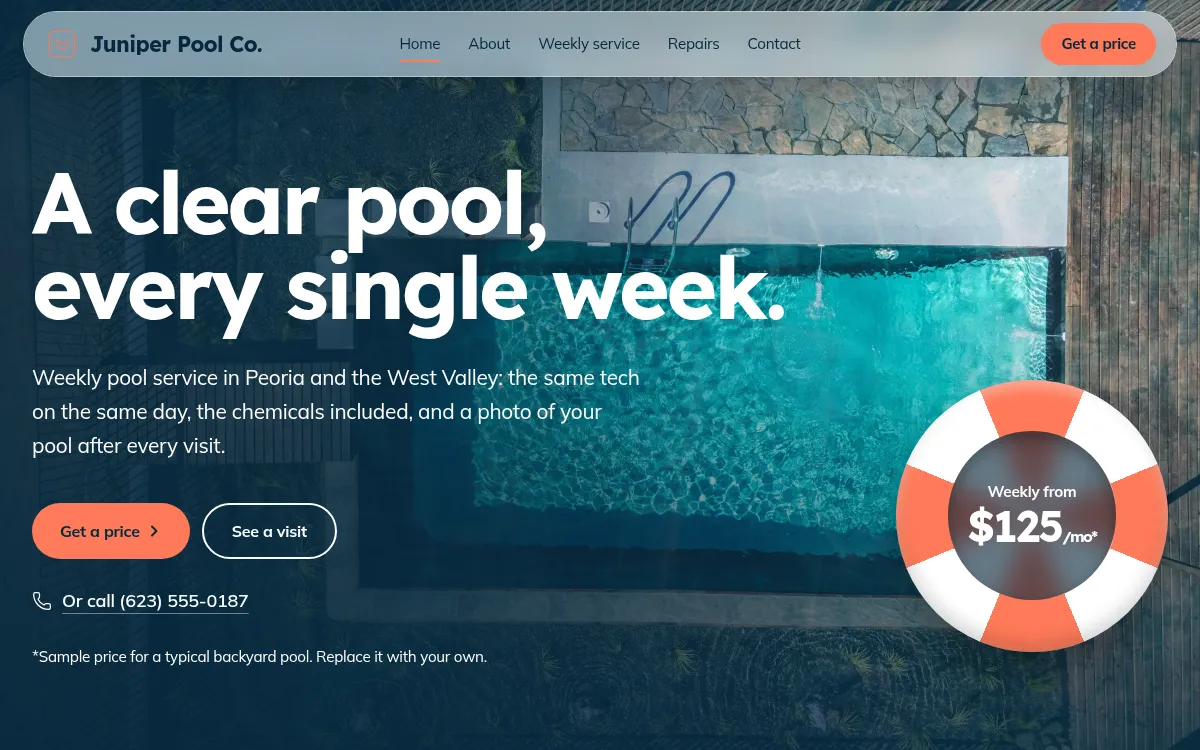 Juniper Pool Co.
Home
About
Weekly service
Repairs
Contact
Get a price
A clear pool,
every single week.
Weekly pool service in Peoria and the West Valley: the same tech
on the same day, the chemicals included, and a photo of your
pool after every visit.
Get a price
See a visit
Or call (623) 555-0187
*Sample price for a typical backyard pool. Replace it with your own.
Weekly from
$125/mo*